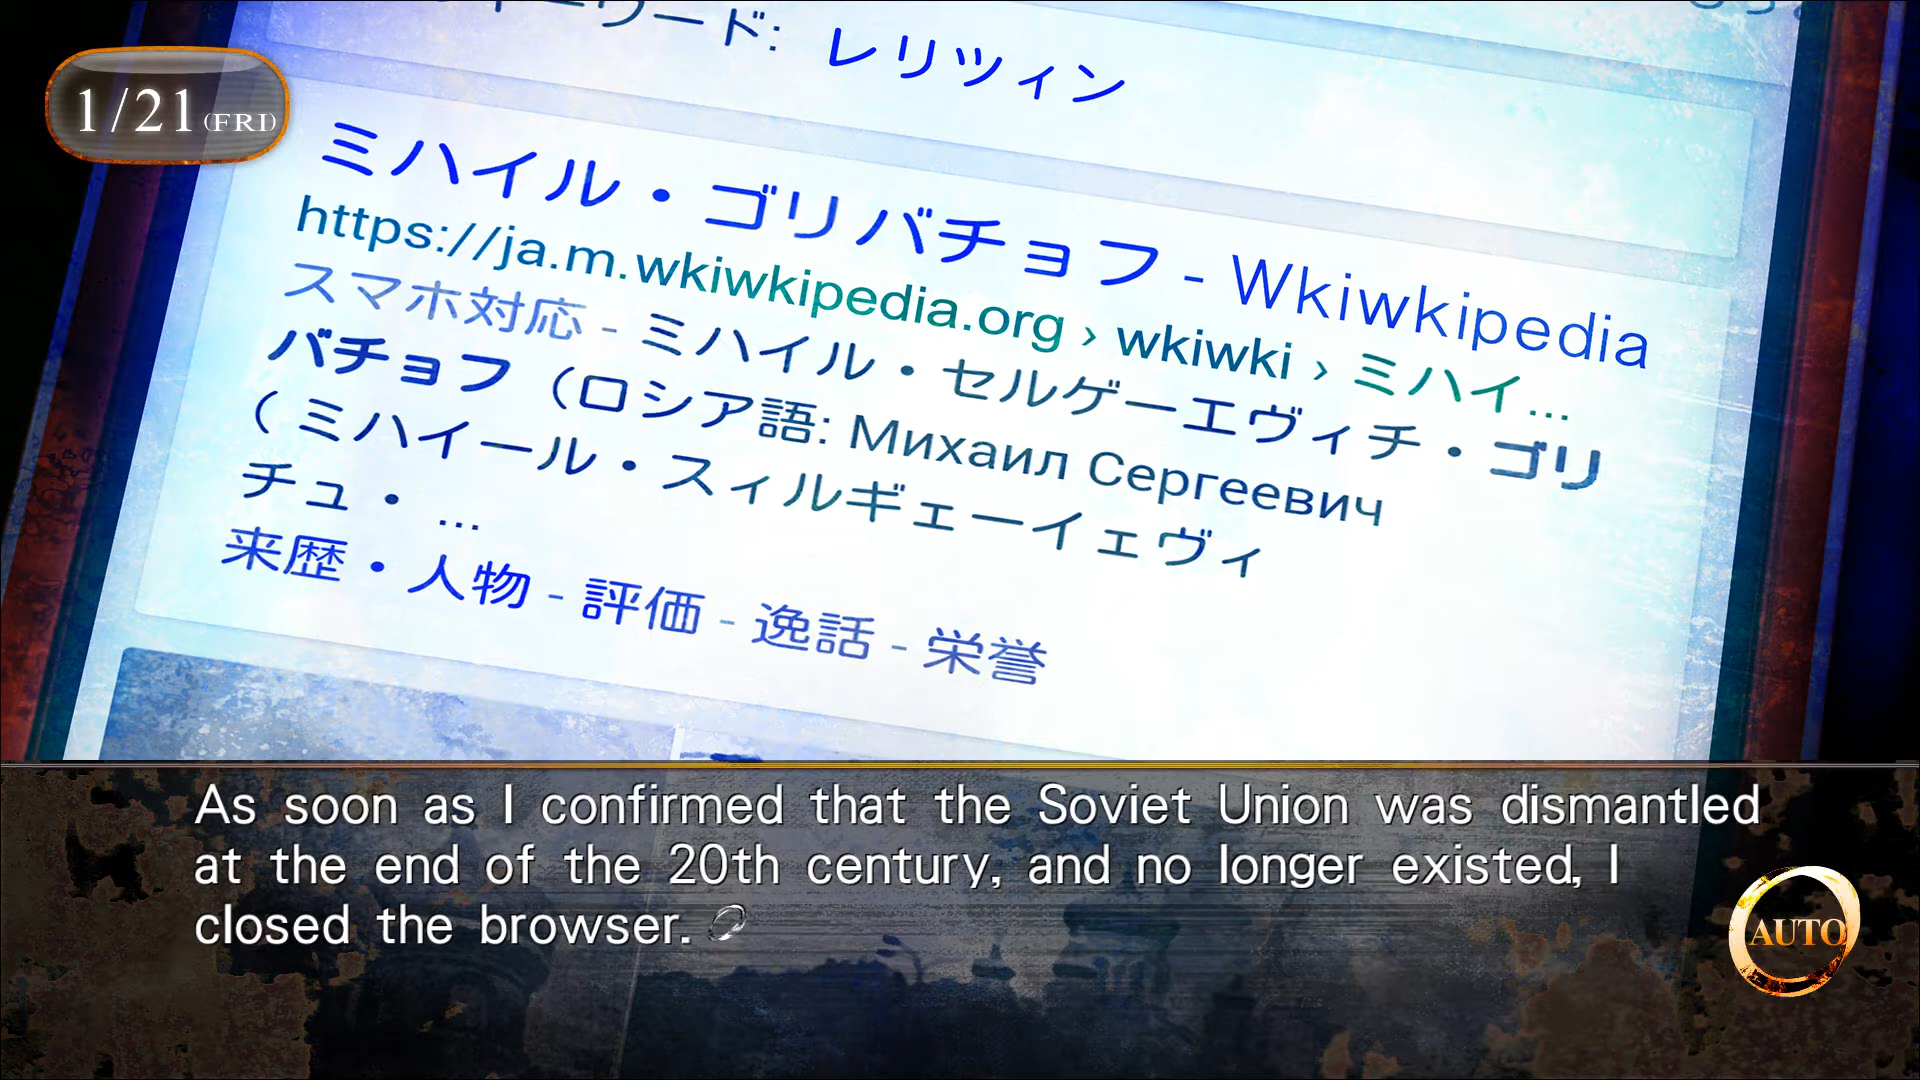 ワード: レリツィン
1/21(FRI)
ミハイル・ゴリバチョフ - Wkiwkipedia
https://ja.m.wkiwkipedia.org › wkiwki › ミハイ...
スマホ対応 - ミハイル・セルゲーエヴィチ・ゴリ
バチョフ（ロシア語: Михаил Сергеевич
（ ミハイール・スィルギェーイェヴィ
チュ・ ...
来歴・人物 - 評価 - 逸話 - 栄誉
As soon as I confirmed that the Soviet Union was dismantled
at the end of the 20th century, and no longer existed, I
closed the browser.
AUTO